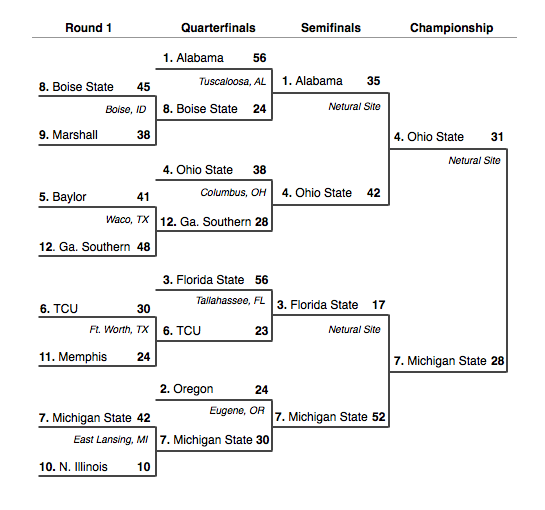 Round 1 Quarterfinals Semifinals Championship
1. Alabama 56
Tuscaloosa, AL
8. Boise State 24
8. Boise State 45
Boise, ID
9. Marshall 38
1. Alabama 35
Netural Site
4. Ohio State 42
4. Ohio State 38
Columbus, OH
12. Ga. Southern 28
5. Baylor 41
Waco, TX
12. Ga. Southern 48
4. Ohio State 31
Netural Site
7. Michigan State 28
3. Florida State 56
Tallahassee, FL
6. TCU 23
6. TCU 30
Ft. Worth, TX
11. Memphis 24
3. Florida State 17
Netural Site
7. Michigan State 52
2. Oregon 24
Eugene, OR
7. Michigan State 30
7. Michigan State 42
East Lansing, MI
10. N. Illinois 10